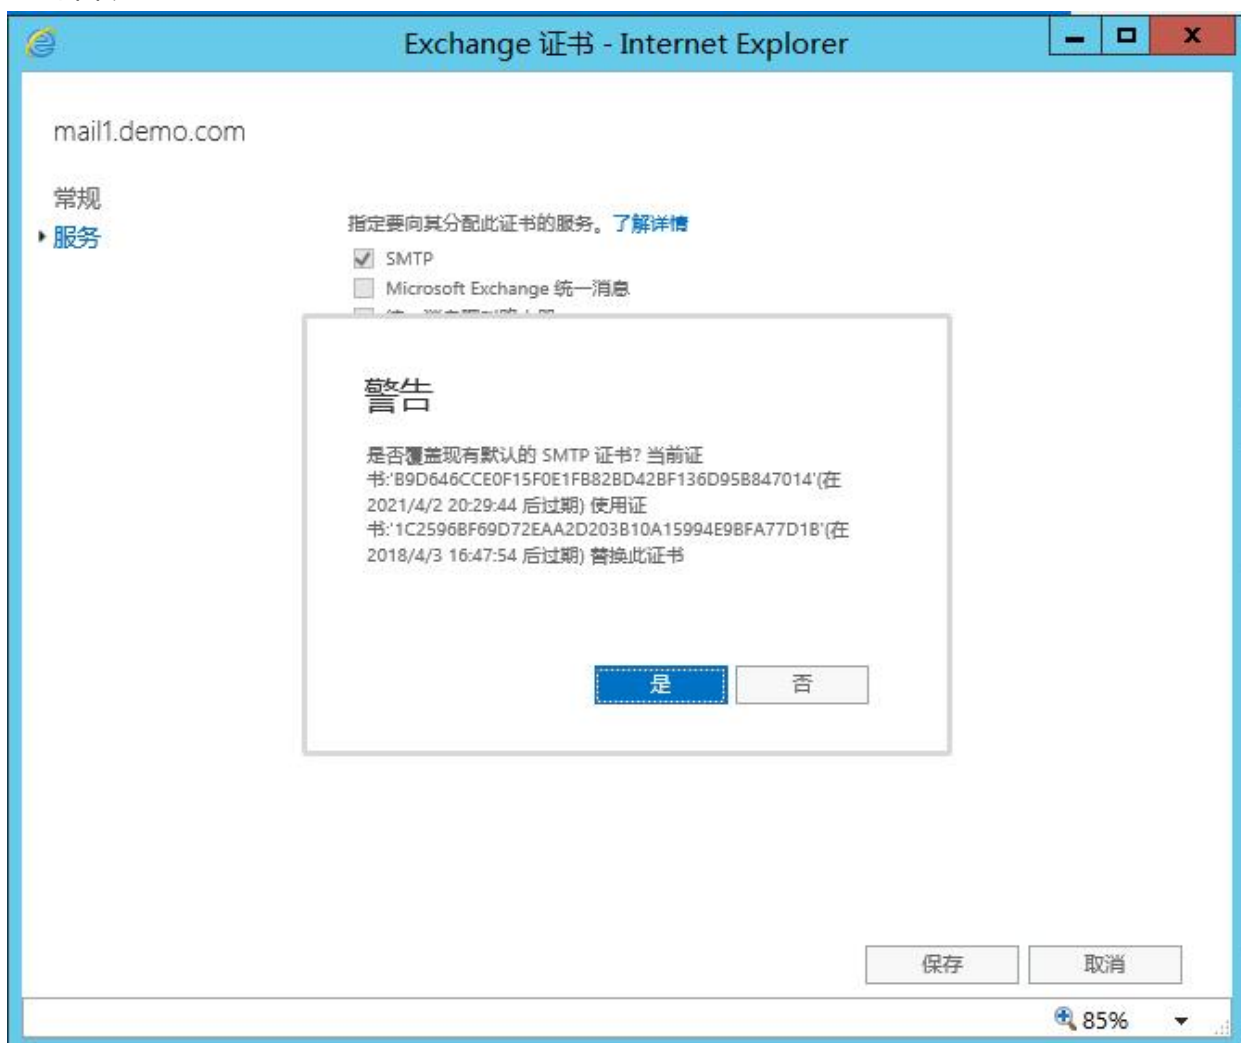 Exchange 证书 - Internet Explorer
mail1.demo.com
常规
服务
指定要向其分配此证书的服务。了解详情
SMTP
Microsoft Exchange 统一消息
警告
是否覆盖现有默认的 SMTP 证书? 当前证
书:'B9D646CCE0F15F0E1FB82BD42BF136D95B847014'(在
2021/4/2 20:29:44 后过期) 使用证
书:'1C2596BF69D72EAA2D203B10A15994E9BFA77D1B'(在
2018/4/3 16:47:54 后过期) 替换此证书
是
否
保存
取消
85%